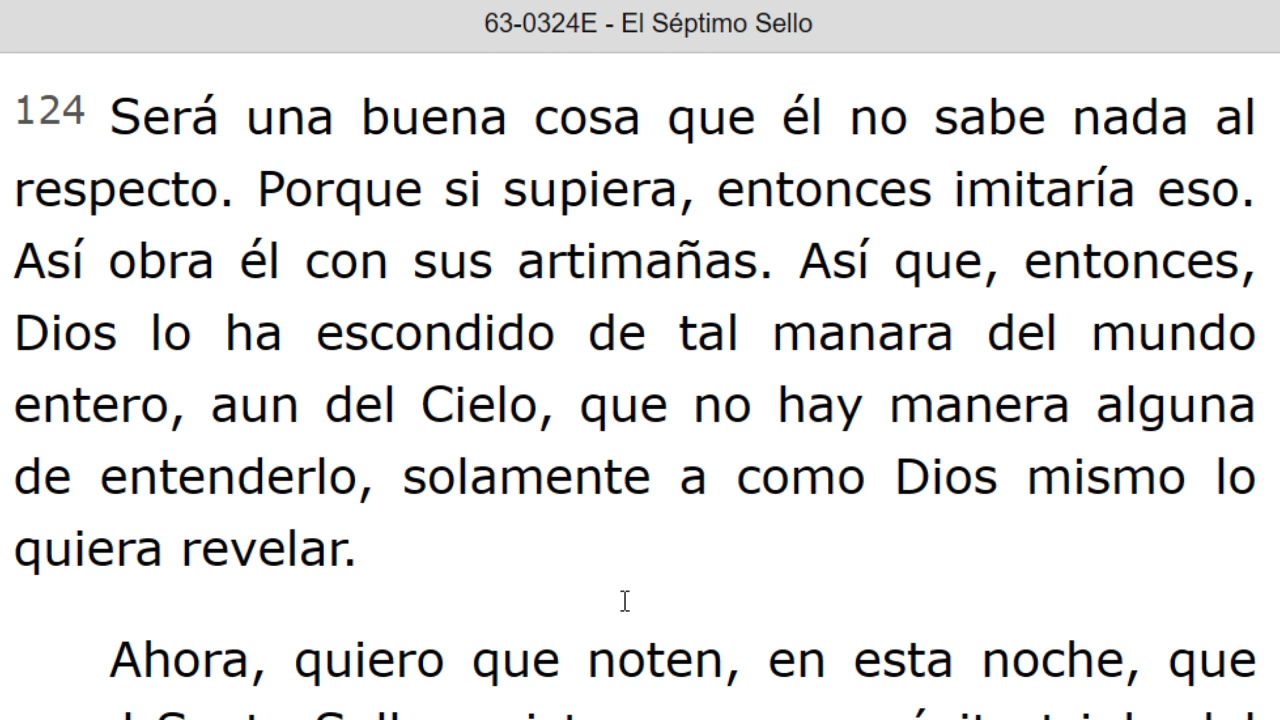 63-0324E - El Séptimo Sello
124 Será una buena cosa que él no sabe nada al
respecto. Porque si supiera, entonces imitaría eso.
Así obra él con sus artimañas. Así que, entonces,
Dios lo ha escondido de tal manara del mundo
entero, aun del Cielo, que no hay manera alguna
de entenderlo, solamente a como Dios mismo lo
quiera revelar.
Ahora, quiero que noten, en esta noche, que